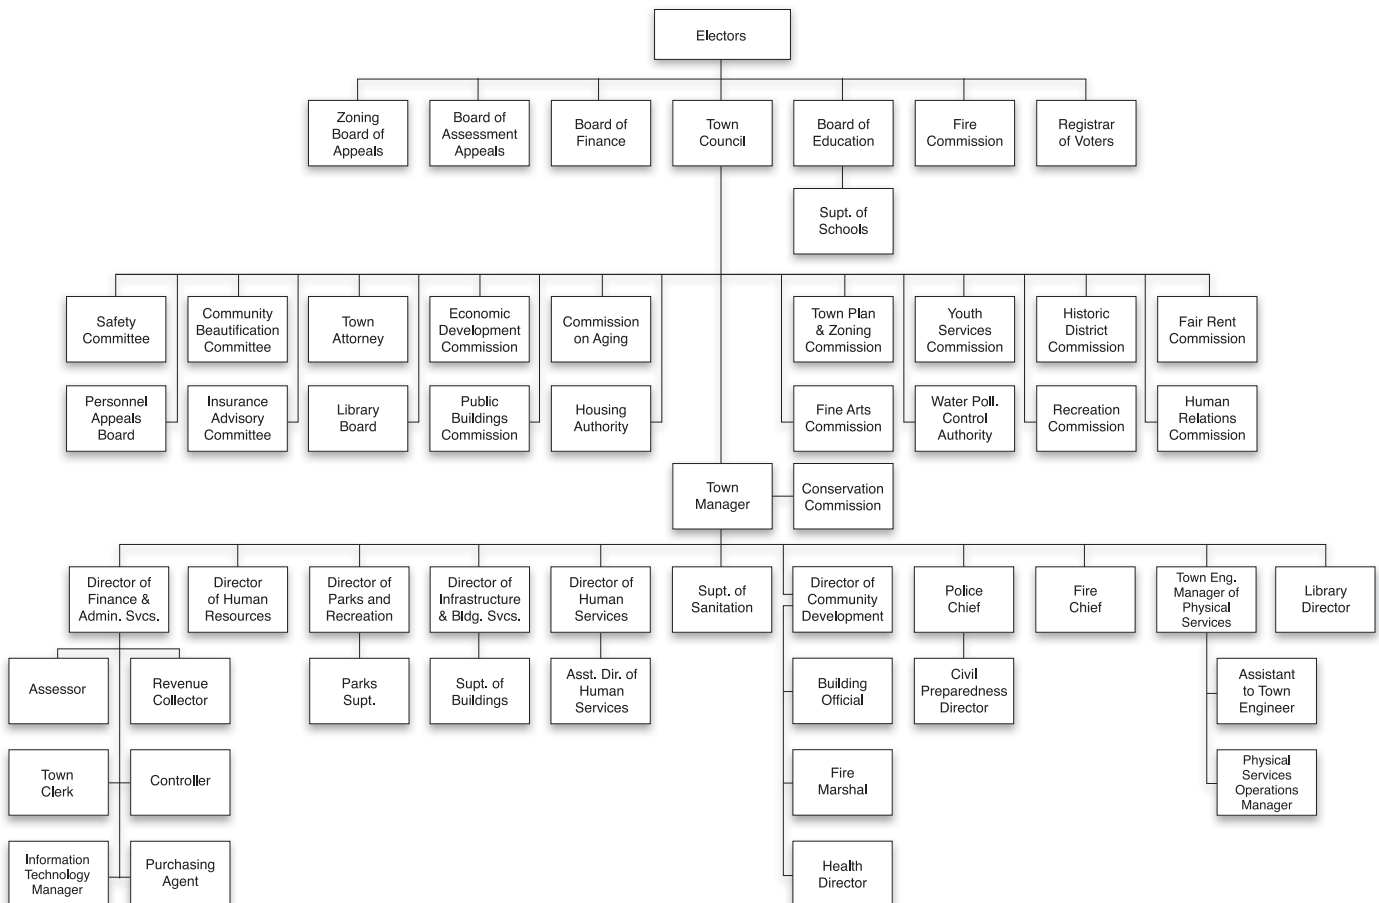 Electors
Zoning
Board of
Appeals
Board of
Assessment
Appeals
Board of
Finance
Town
Council
Board of
Education
Fire
Commission
Registrar
of Voters
Supt. of
Schools
Safety
Committee
Community
Beautification
Committee
Town
Attorney
Economic
Development
Commission
Commission
on Aging
Town Plan
& Zoning
Commission
Youth
Services
Commission
Historic
District
Commission
Fair Rent
Commission
Personnel
Appeals
Board
Insurance
Advisory
Committee
Library
Board
Public
Buildings
Commission
Housing
Authority
Fine Arts
Commission
Water Poll.
Control
Authority
Recreation
Commission
Human
Relations
Commission
Town
Manager
Conservation
Commission
Director of
Finance &
Admin. Svcs.
Director
of Human
Resources
Director of
Parks and
Recreation
Director of
Infrastructure
& Bldg. Svcs.
Director of
Human
Services
Supt. of
Sanitation
Director of
Community
Development
Police
Chief
Fire
Chief
Town Eng.
Manager of
Physical
Services
Library
Director
Assessor
Revenue
Collector
Parks
Supt.
Supt. of
Buildings
Asst. Dir. of
Human
Services
Building
Official
Civil
Preparedness
Director
Assistant
to Town
Engineer
Town
Clerk
Controller
Fire
Marshal
Physical
Services
Operations
Manager
Information
Technology
Manager
Purchasing
Agent
Health
Director